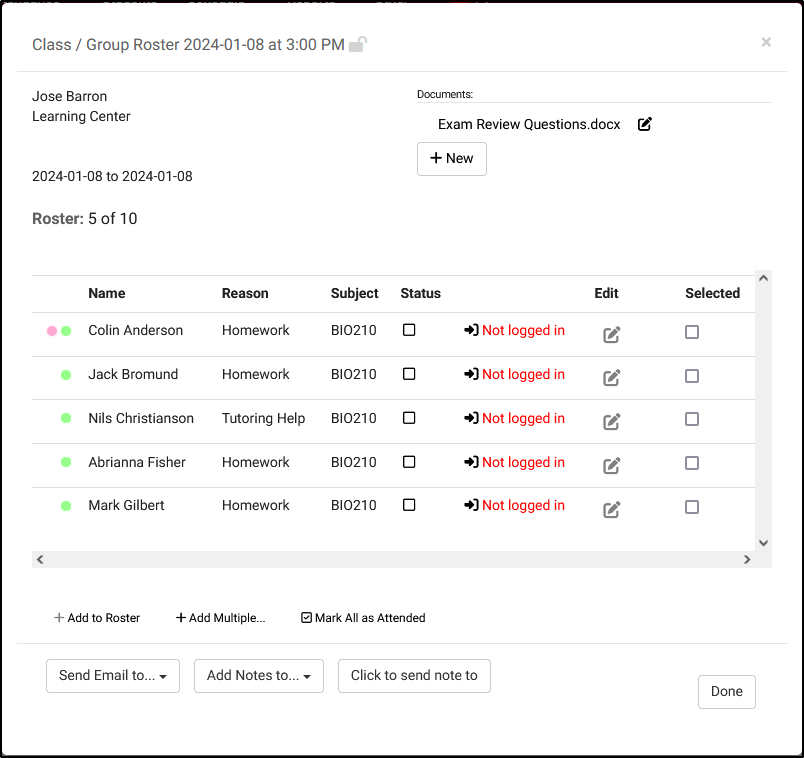 Class / Group Roster 2024-01-08 at 3:00 PM
×
Jose Barron
Learning Center
2024-01-08 to 2024-01-08
Roster: 5 of 10
Documents:
Exam Review Questions.docx
+ New
Name Reason Subject Status Edit Selected
Colin Anderson Homework BIO210 Not logged in
Jack Bromund Homework BIO210 Not logged in
Nils Christianson Tutoring Help BIO210 Not logged in
Abrianna Fisher Homework BIO210 Not logged in
Mark Gilbert Homework BIO210 Not logged in
+ Add to Roster + Add Multiple... Mark All as Attended
Send Email to... Add Notes to... Click to send note to
Done